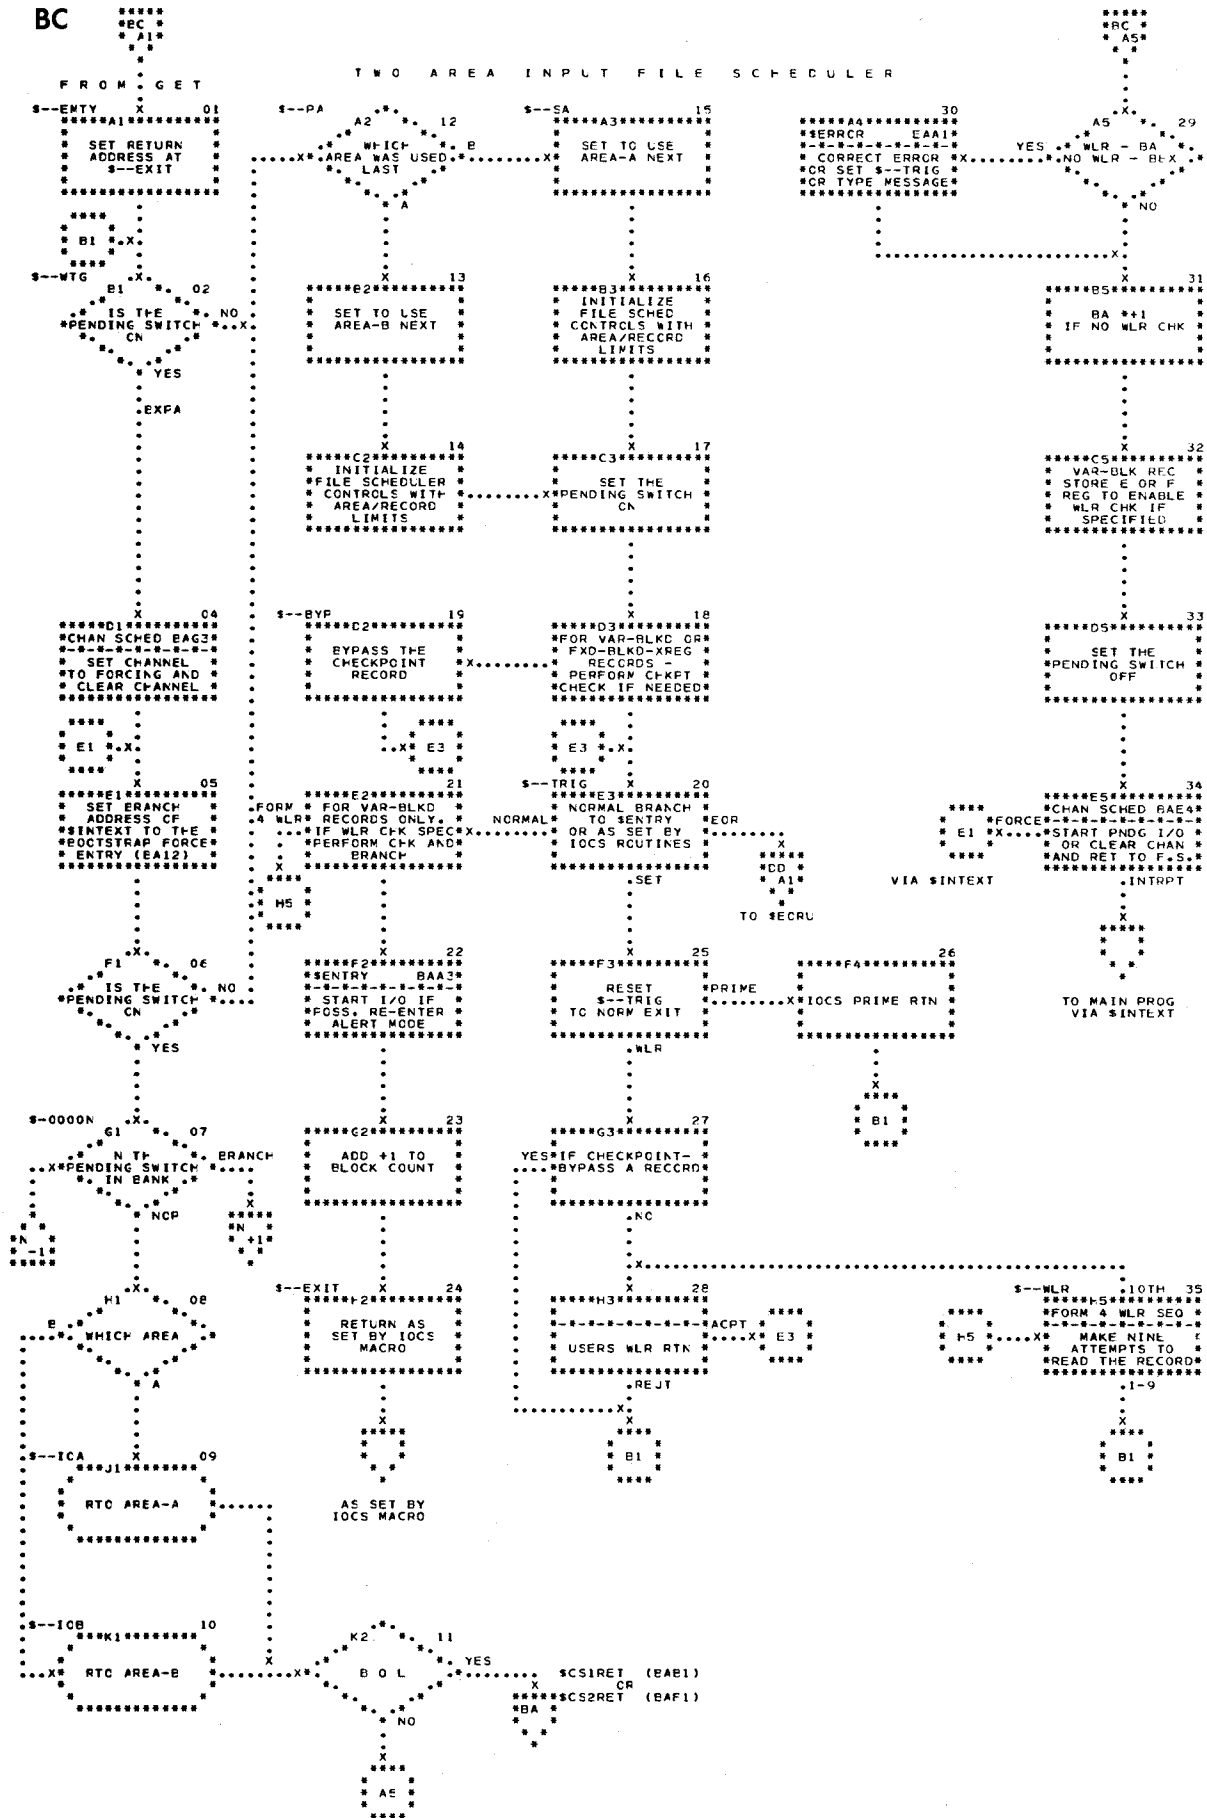 BC
BC
A1
BC
A5
TWO AREA INPUT FILE SCHEDULER
FROM GET
$--ENTY 01
A1
SET RETURN
ADDRESS AT
$--EXIT
B1
$--WTG
B1 02
IS THE
PENDING SWITCH
CN
NO
YES
EXPA
04
D1
CHAN SCHED BAG3
SET CHANNEL
TO FORCING AND
CLEAR CHANNEL
E1
05
E1
SET BRANCH
ADDRESS OF
$INTEXT TO THE
BOOTSTRAP FORCE
ENTRY (BA12)
F1 06
IS THE
PENDING SWITCH
CN
NO
YES
$-0000N
G1 07
N TH
PENDING SWITCH
IN BANK
BRANCH
NOP
N
-1
N
+1
H1 08
WHICH AREA
B
A
$--ICA 09
J1
RTC AREA-A
$--IOB 10
K1
RTC AREA-B
K2 11
B O L
YES
NO
$CS1RET (BAB1)
CR
$CS2RET (BAF1)
BA
A5
$--PA
A2 12
WHICH
AREA WAS USED
LAST
B
A
13
B2
SET TO USE
AREA-B NEXT
14
C2
INITIALIZE
FILE SCHEDULER
CONTROLS WITH
AREA/RECORD
LIMITS
$--BYP 19
D2
BYPASS THE
CHECKPOINT
RECORD
E3
21
E2
FOR VAR-BLKD
RECORDS ONLY.
IF WLR CHK SPEC
PERFORM CHK AND
BRANCH
FORM
4 WLR
H5
22
F2
$ENTRY BAA3
START I/O IF
POSS. RE-ENTER
ALERT MODE
23
G2
ADD +1 TO
BLOCK COUNT
$--EXIT 24
H2
RETURN AS
SET BY IOCS
MACRO
AS SET BY
IOCS MACRO
$--SA 15
A3
SET TO USE
AREA-A NEXT
16
B3
INITIALIZE
FILE SCHED
CONTROLS WITH
AREA/RECORD
LIMITS
17
C3
SET THE
PENDING SWITCH
CN
18
D3
FOR VAR-BLKD OR
FXD-BLKD-XREG
RECORDS -
PERFORM CHKPT
CHECK IF NEEDED
E3
$--TRIG 20
E3
NORMAL BRANCH
TO $ENTRY
OR AS SET BY
IOCS ROUTINES
NORMAL
EOR
SET
DD
A1
TO $ECRU
25
F3
RESET
$--TRIG
TC NORM EXIT
PRIME
WLR
26
F4
IOCS PRIME RTN
B1
27
G3
IF CHECKPOINT-
BYPASS A RECORD
YES
NO
28
H3
USERS WLR RTN
ACPT
E3
REJT
B1
30
A4
$ERROR EAA1
CORRECT ERROR
OR SET $--TRIG
OR TYPE MESSAGE
A5 29
WLR - BA
NO WLR - BEX
YES
NO
31
B5
BA *+1
IF NO WLR CHK
32
C5
VAR-BLK REC
STORE E OR F
REG TO ENABLE
WLR CHK IF
SPECIFIED
33
D5
SET THE
PENDING SWITCH
OFF
34
E5
CHAN SCHED BAE4
START PNDG I/O
OR CLEAR CHAN
AND RET TO F.S.
FORCE
E1
VIA $INTEXT
INTRPT
TO MAIN PROG
VIA $INTEXT
$--WLR 10TH 35
H5
FORM 4 WLR SEQ
MAKE NINE
ATTEMPTS TO
READ THE RECORD
H5
1-9
B1